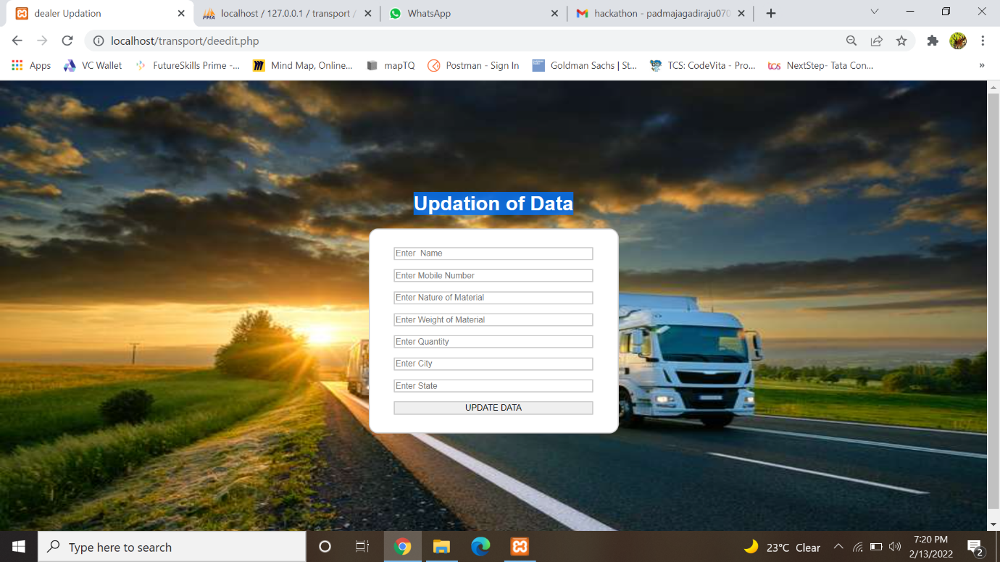 dealer Updation
localhost / 127.0.0.1 / transport /
WhatsApp
hackathon - padmajagadiraju070
localhost/transport/deedit.php
Apps
VC Wallet
FutureSkills Prime -...
Mind Map, Online...
mapTQ
Postman - Sign In
Goldman Sachs | St...
TCS: CodeVita - Pro...
tcs NextStep- Tata Con...
»
Updation of Data
Enter  Name
Enter Mobile Number
Enter Nature of Material
Enter Weight of Material
Enter Quantity
Enter City
Enter State
UPDATE DATA
Type here to search
23°C Clear
7:20 PM
2/13/2022
2